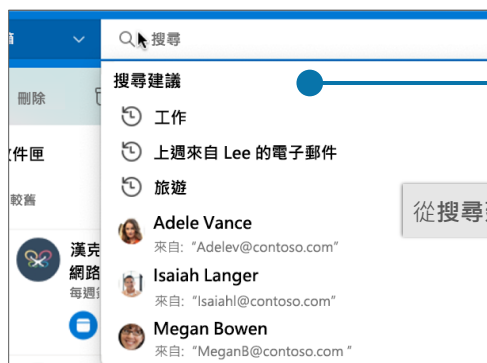 搜尋
搜尋建議
刪除
工作
件匣
上週來自 Lee 的電子郵件
旅遊
較舊
從搜尋
Adele Vance
來自: "Adelev@contoso.com"
漢克
網路
每週
Isaiah Langer
來自: "Isaiahl@contoso.com"
Megan Bowen
來自: "MeganB@contoso.com "